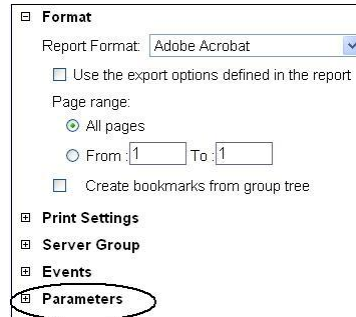 Format
Report Format: Adobe Acrobat
Use the export options defined in the report
Page range:
All pages
From : 1 To : 1
Create bookmarks from group tree
Print Settings
Server Group
Events
Parameters